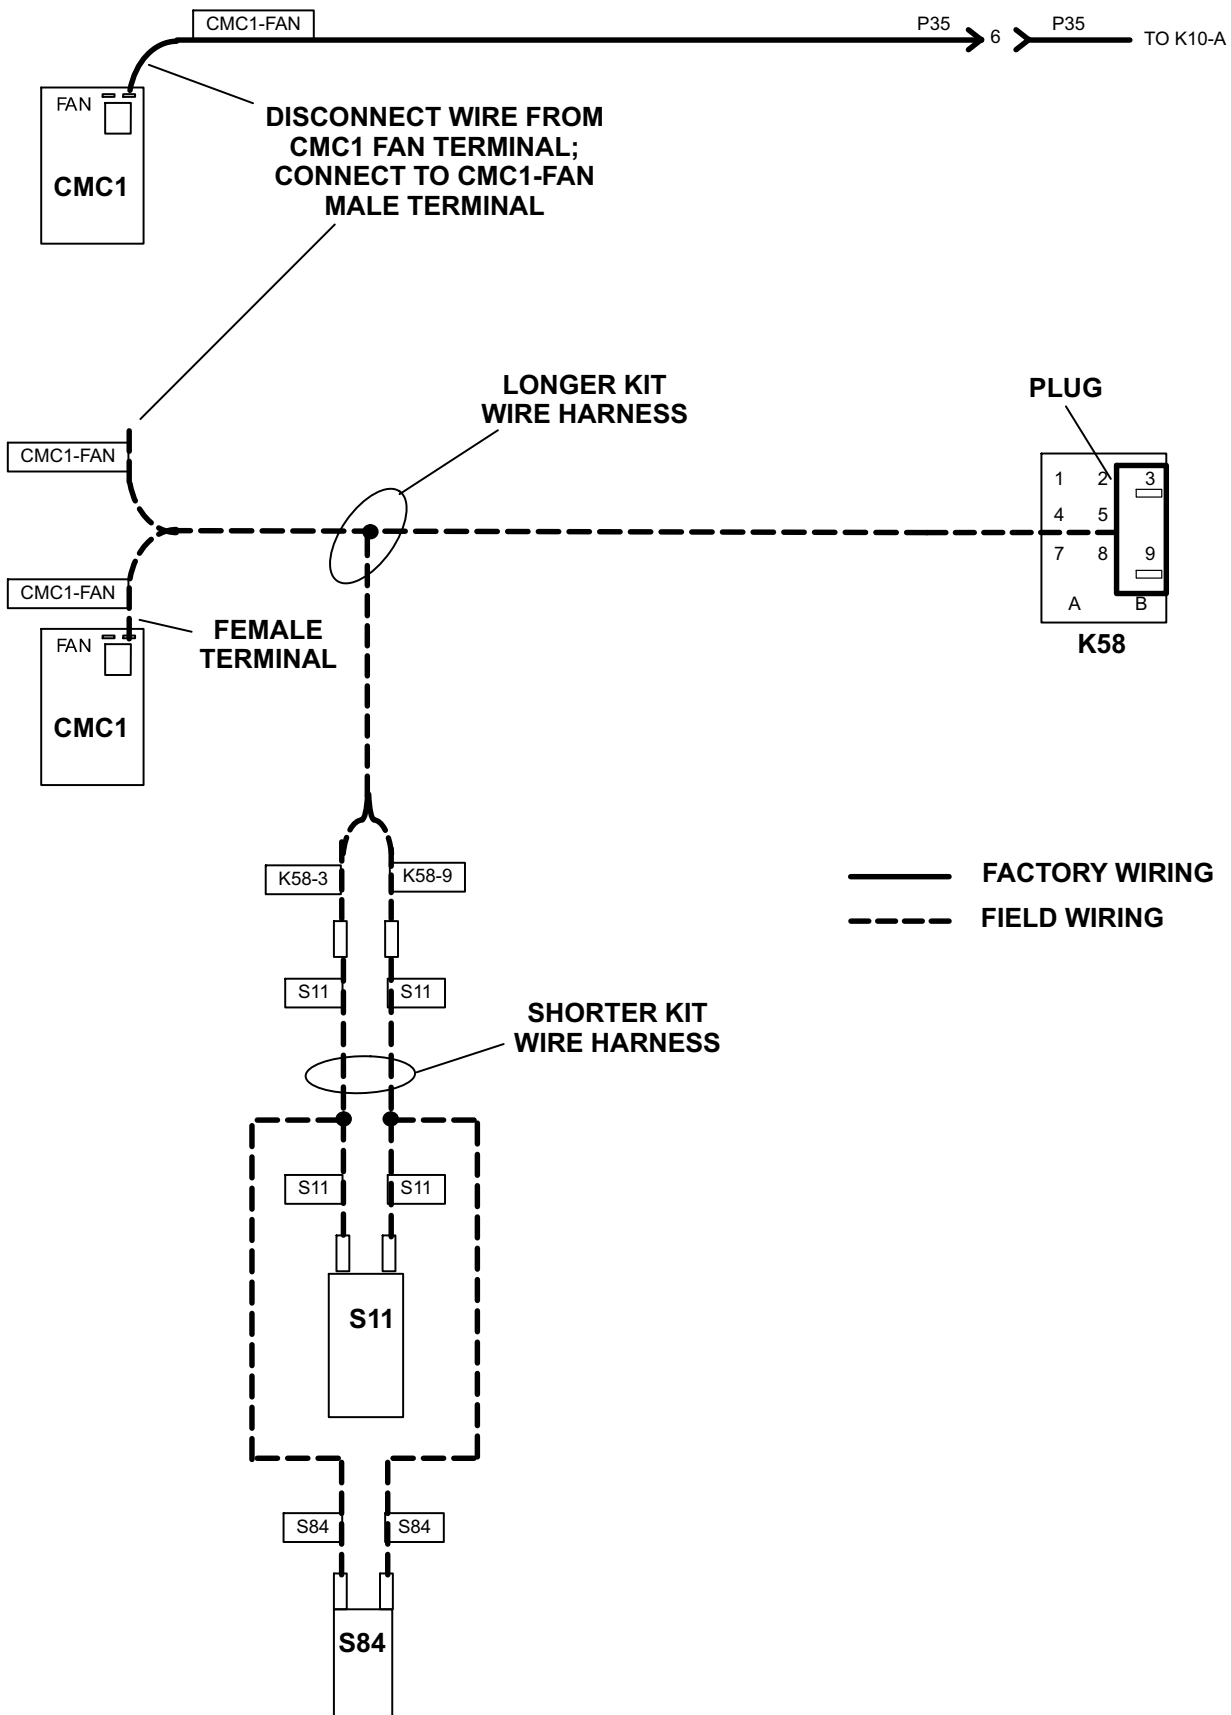 CMC1-FAN
P35
6
P35
TO K10-A
FAN
CMC1
DISCONNECT WIRE FROM
CMC1 FAN TERMINAL;
CONNECT TO CMC1-FAN
MALE TERMINAL
LONGER KIT
WIRE HARNESS
PLUG
CMC1-FAN
1 2 3
4 5
7 8 9
A B
K58
CMC1-FAN
FEMALE
TERMINAL
FAN
CMC1
K58-3
K58-9
FACTORY WIRING
FIELD WIRING
S11
S11
SHORTER KIT
WIRE HARNESS
S11
S11
S11
S84
S84
S84